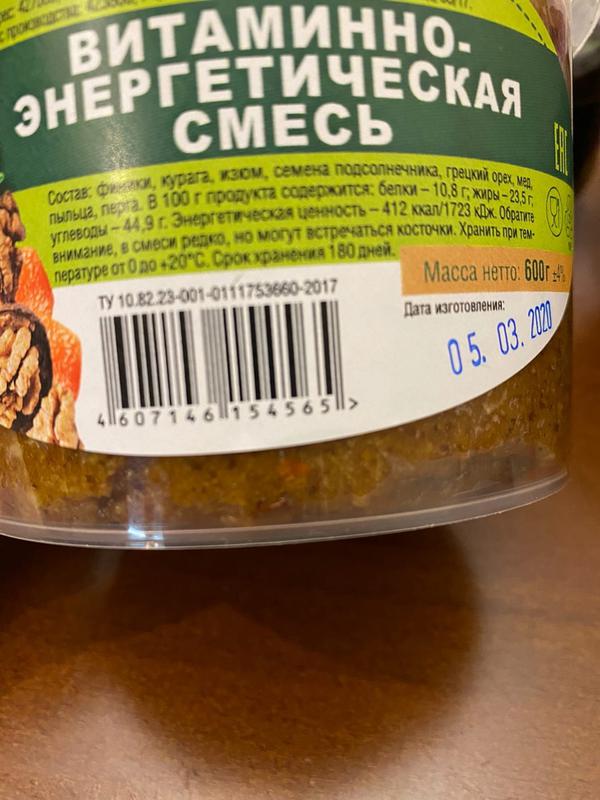 ВИТАМИННО-
ЭНЕРГЕТИЧЕСКАЯ
СМЕСЬ
EAC
Состав: финики, курага, изюм, семена подсолнечника, грецкий орех, мед,
пыльца, перга. В 100 г продукта содержится: белки – 10,8 г; жиры – 23,5 г;
углеводы – 44,9 г. Энергетическая ценность – 412 ккал/1723 кДж. Обратите
внимание, в смеси редко, но могут встречаться косточки. Хранить при тем-
пературе от 0 до +20°С. Срок хранения 180 дней.
Масса нетто: 600г ±4%
ТУ 10.82.23-001-0111753660-2017
Дата изготовления:
05. 03. 2020
4 607146 154565 >